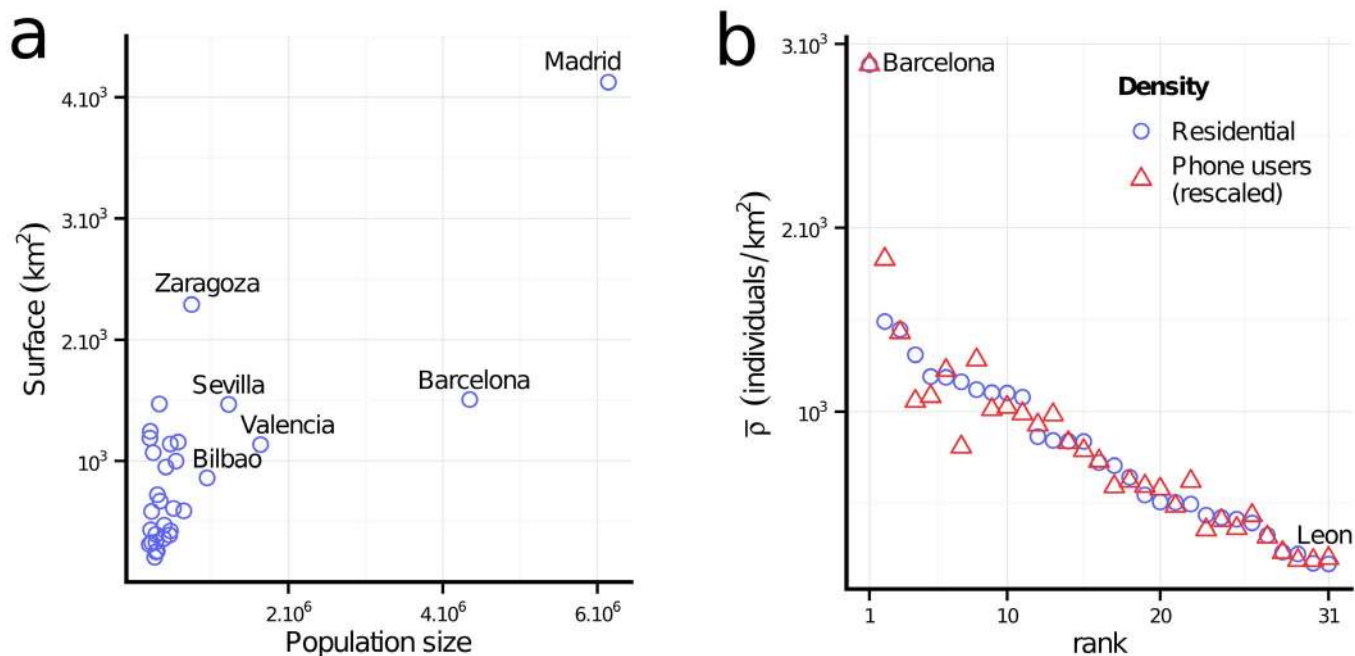 a
Madrid
4.10³
3.10³
Zaragoza
2.10³
Sevilla
Barcelona
Valencia
Bilbao
10³
Surface (km²)
2.10⁶
4.10⁶
6.10⁶
Population size
b
3.10³
Barcelona
Density
Residential
Phone users
(rescaled)
2.10³
10³
Leon
ρ̅ (individuals/km²)
1
10
20
31
rank